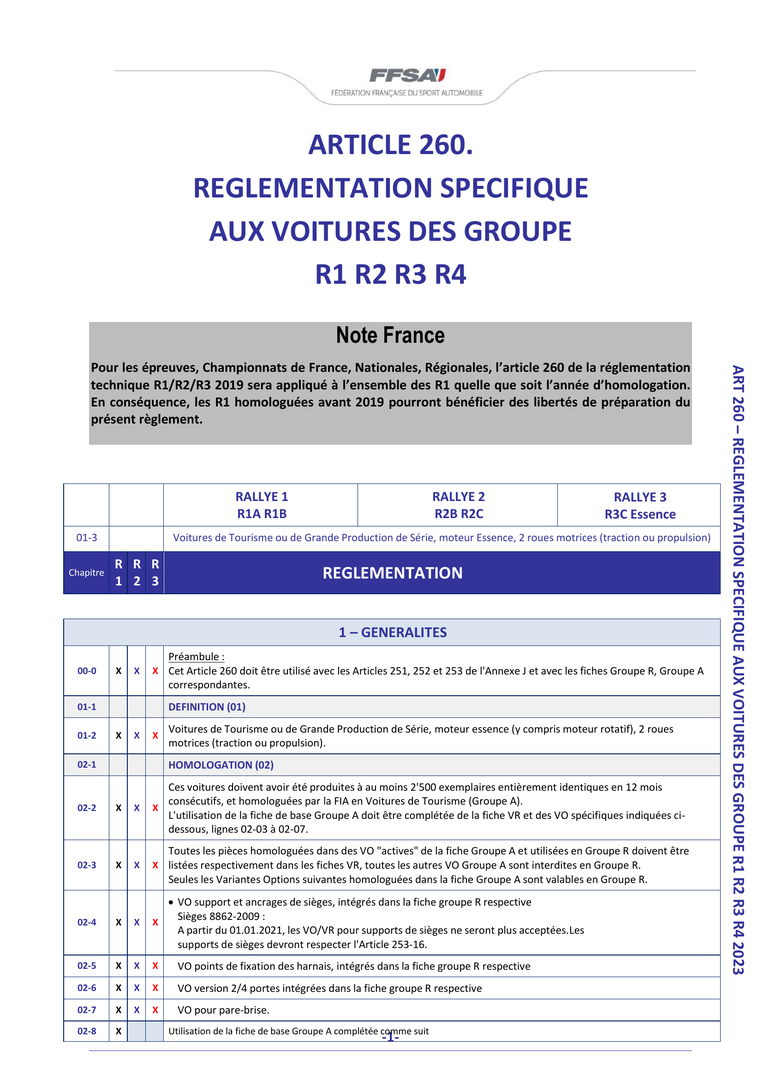 FFSA
FÉDÉRATION FRANÇAISE DU SPORT AUTOMOBILE
ARTICLE 260.
REGLEMENTATION SPECIFIQUE
AUX VOITURES DES GROUPE
R1 R2 R3 R4
Note France
Pour les épreuves, Championnats de France, Nationales, Régionales, l’article 260 de la réglementation
technique R1/R2/R3 2019 sera appliqué à l’ensemble des R1 quelle que soit l’année d’homologation.
En conséquence, les R1 homologuées avant 2019 pourront bénéficier des libertés de préparation du
présent règlement.
RALLYE 1 RALLYE 2 RALLYE 3
R1A R1B R2B R2C R3C Essence
01-3 Voitures de Tourisme ou de Grande Production de Série, moteur Essence, 2 roues motrices (traction ou propulsion)
Chapitre R1 R2 R3 REGLEMENTATION
1 – GENERALITES
Préambule :
00-0 X X X Cet Article 260 doit être utilisé avec les Articles 251, 252 et 253 de l'Annexe J et avec les fiches Groupe R, Groupe A
correspondantes.
01-1 DEFINITION (01)
01-2 X X X Voitures de Tourisme ou de Grande Production de Série, moteur essence (y compris moteur rotatif), 2 roues
motrices (traction ou propulsion).
02-1 HOMOLOGATION (02)
Ces voitures doivent avoir été produites à au moins 2'500 exemplaires entièrement identiques en 12 mois
02-2 X X X consécutifs, et homologuées par la FIA en Voitures de Tourisme (Groupe A).
L'utilisation de la fiche de base Groupe A doit être complétée de la fiche VR et des VO spécifiques indiquées ci-
dessous, lignes 02-03 à 02-07.
Toutes les pièces homologuées dans des VO "actives" de la fiche Groupe A et utilisées en Groupe R doivent être
02-3 X X X listées respectivement dans les fiches VR, toutes les autres VO Groupe A sont interdites en Groupe R.
Seules les Variantes Options suivantes homologuées dans la fiche Groupe A sont valables en Groupe R.
• VO support et ancrages de sièges, intégrés dans la fiche groupe R respective
Sièges 8862-2009 :
02-4 X X X A partir du 01.01.2021, les VO/VR pour supports de sièges ne seront plus acceptées.Les
supports de sièges devront respecter l'Article 253-16.
02-5 X X X VO points de fixation des harnais, intégrés dans la fiche groupe R respective
02-6 X X X VO version 2/4 portes intégrées dans la fiche groupe R respective
02-7 X X X VO pour pare-brise.
02-8 X Utilisation de la fiche de base Groupe A complétée comme suit
-1-
ART 260 – REGLEMENTATION SPECIFIQUE AUX VOITURES DES GROUPE R1 R2 R3 R4 2023